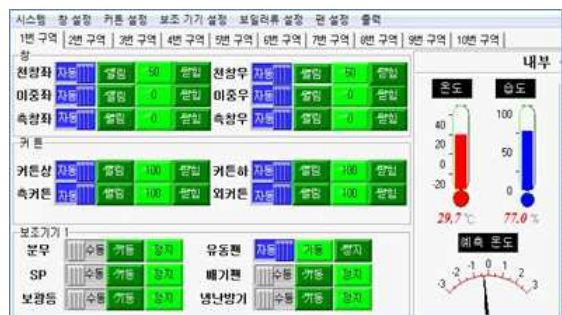 시스템 창 설정 커튼 설정 보조 기기 설정 보일러류 설정 팬 설정 출력
1번 구역 2번 구역 3번 구역 4번 구역 5번 구역 6번 구역 7번 구역 8번 구역 9번 구역 10번 구역
창
천창좌 자동 열림 50 닫힘 천창우 자동 열림 50 닫힘
이중좌 자동 열림 0 닫힘 이중우 자동 열림 0 닫힘
측창좌 자동 열림 0 닫힘 측창우 자동 열림 0 닫힘
커튼
커튼상 자동 열림 100 닫힘 커튼하 자동 열림 100 닫힘
측커튼 자동 열림 100 닫힘 외커튼 자동 열림 100 닫힘
보조기기 1
분무 수동 가동 정지 유동팬 자동 가동 정지
SP 수동 가동 정지 배기팬 수동 가동 정지
보광등 수동 가동 정지 냉난방기 수동 가동 정지
내부
온도 습도
40 100
20 50
0
-20 0
29.7 ℃ 77.0 %
예측 온도
-3 -2 -1 0 1 2 3